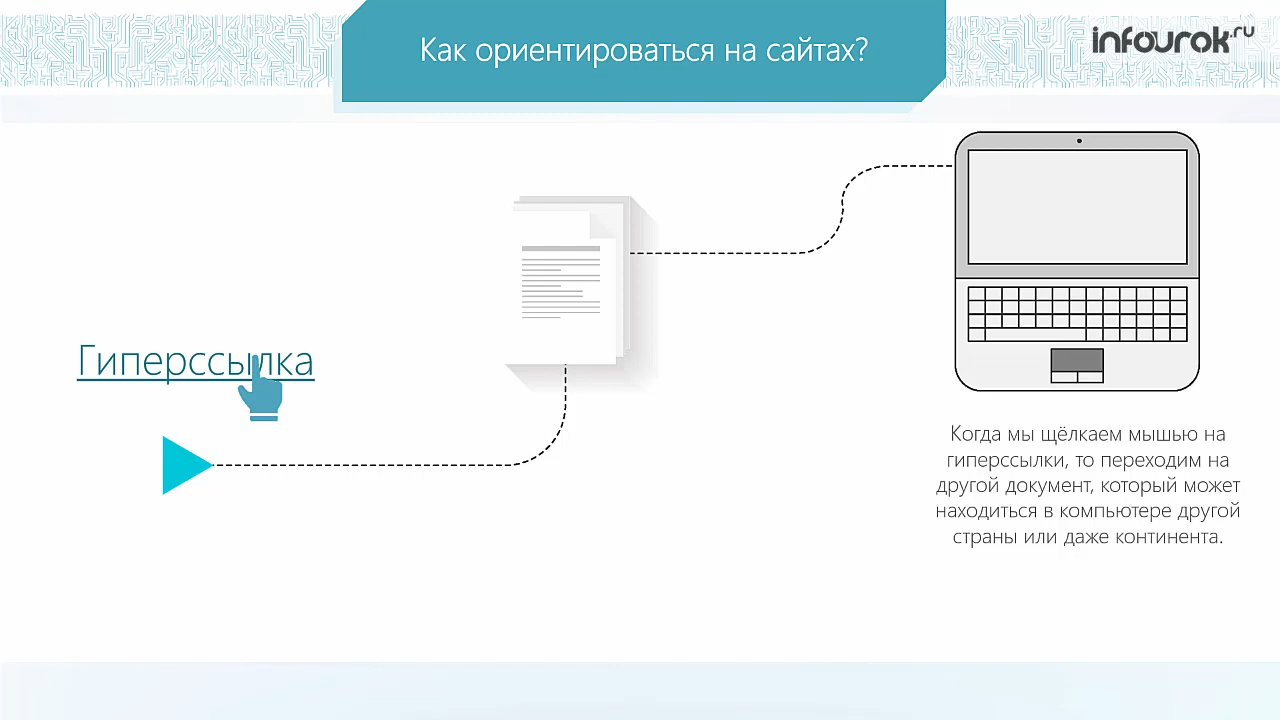 Как ориентироваться на сайтах?
infourok.ru
Гиперссылка
Когда мы щёлкаем мышью на
гиперссылки, то переходим на
другой документ, который может
находиться в компьютере другой
страны или даже континента.